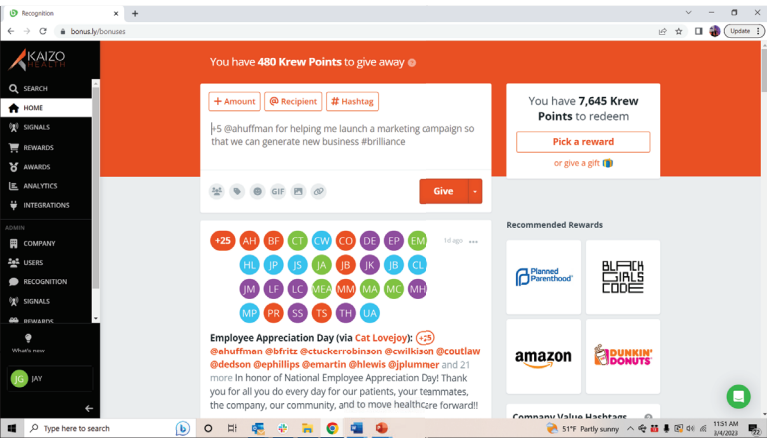 Recognition
bonus.ly/bonuses
Update
KAIZO
HEALTH
SEARCH
HOME
SIGNALS
REWARDS
AWARDS
ANALYTICS
INTEGRATIONS
ADMIN
COMPANY
USERS
RECOGNITION
SIGNALS
REWARDS
What's new
JG JAY
You have 480 Krew Points to give away
+ Amount @ Recipient # Hashtag
+5 @ahuffman for helping me launch a marketing campaign so
that we can generate new business #brilliance
GIF
Give
+25 AH BF CT CW CO DE EP EM 1d ago
HL JP JS JA JB JK JB CL
JM LF LC MEA MM MA MC MH
MP PR SS TS TH UA
Employee Appreciation Day (via Cat Lovejoy): +25
@ahuffman @bfritz @ctuckerrobinson @cwilkison @coutlaw
@dedson @ephillips @emartin @hlewis @jplummer and 21
more In honor of National Employee Appreciation Day! Thank
you for all you do every day for our patients, your teammates,
the company, our community, and to move healthcare forward!!
You have 7,645 Krew
Points to redeem
Pick a reward
or give a gift
Recommended Rewards
Planned
Parenthood®
BLACK
GIRLS
CODE
amazon
DUNKIN'
DONUTS
Company Value Hashtags
Type here to search
51°F Partly sunny
11:51 AM
3/4/2023
22